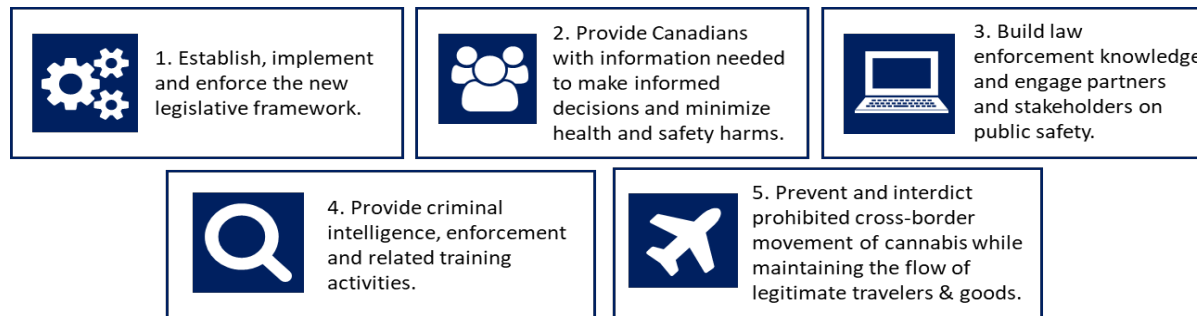 1. Establish, implement
and enforce the new
legislative framework.
2. Provide Canadians
with information needed
to make informed
decisions and minimize
health and safety harms.
3. Build law
enforcement knowledge
and engage partners
and stakeholders on
public safety.
4. Provide criminal
intelligence, enforcement
and related training
activities.
5. Prevent and interdict
prohibited cross-border
movement of cannabis while
maintaining the flow of
legitimate travelers & goods.